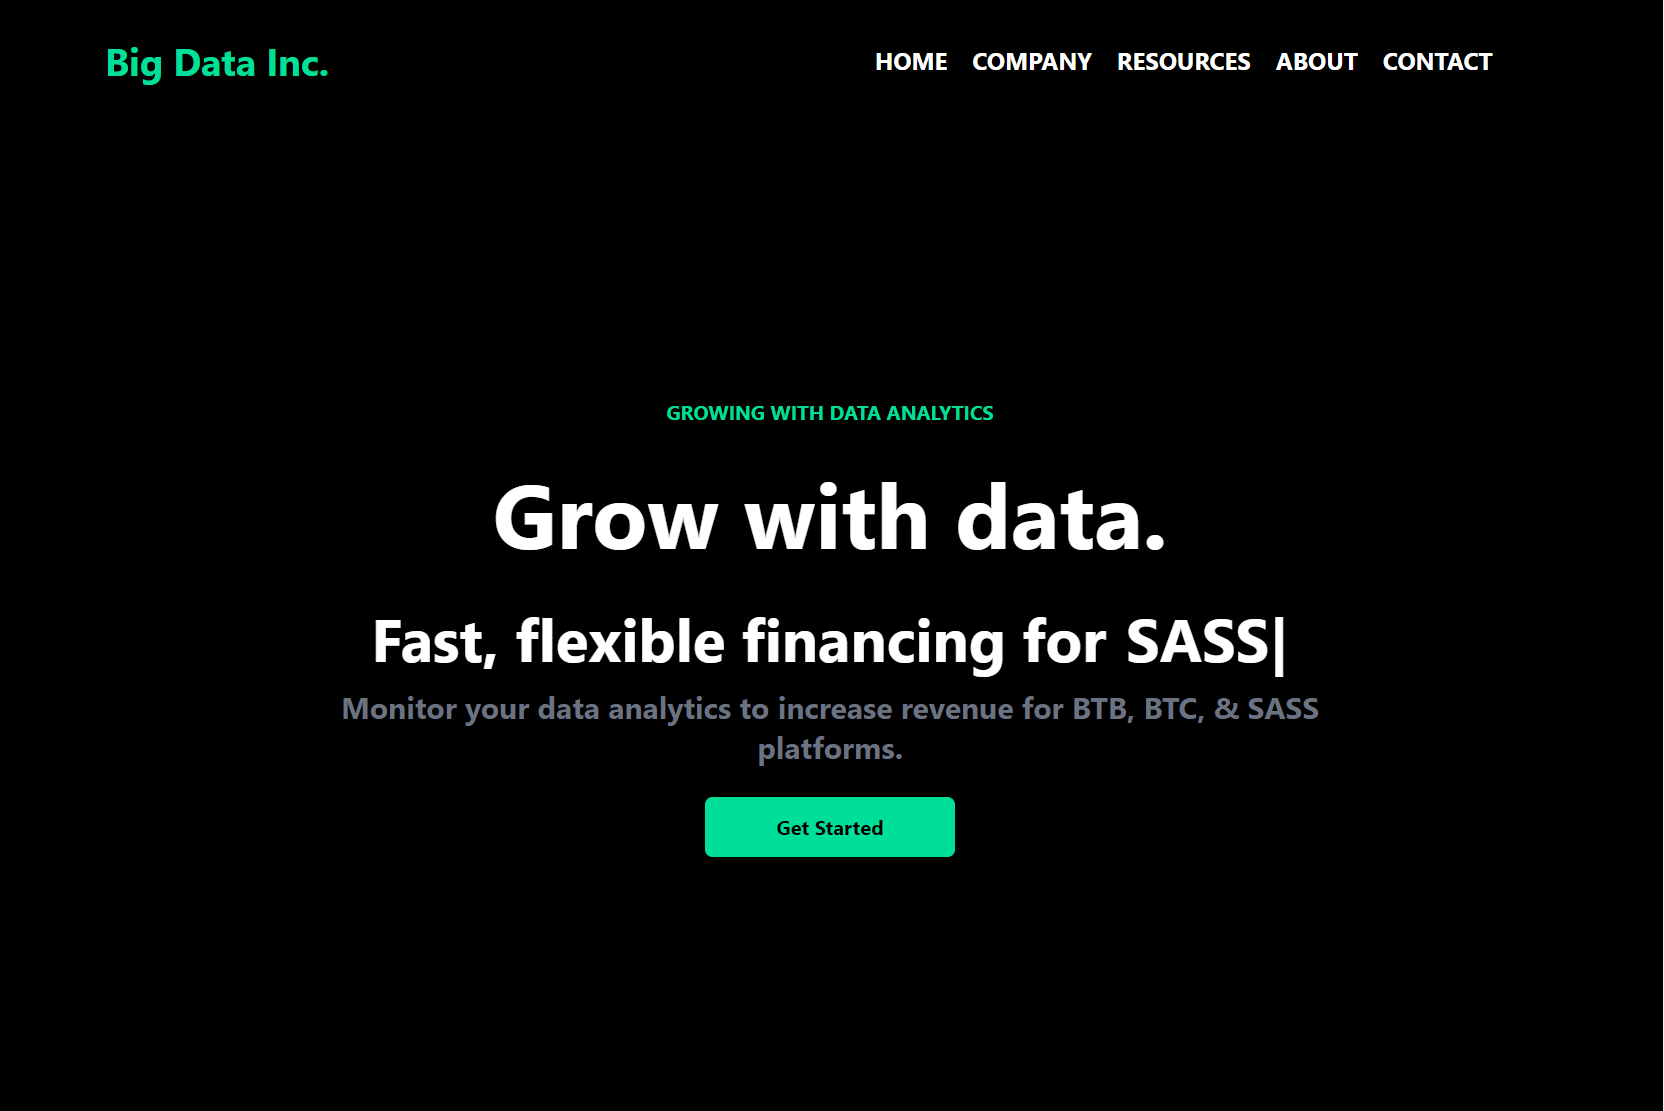 Big Data Inc.
HOME COMPANY RESOURCES ABOUT CONTACT
GROWING WITH DATA ANALYTICS
Grow with data.
Fast, flexible financing for SASS|
Monitor your data analytics to increase revenue for BTB, BTC, & SASS
platforms.
Get Started